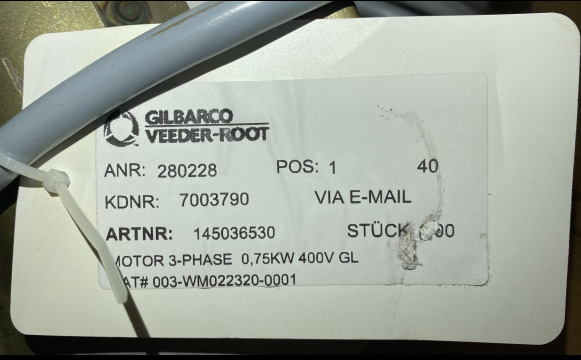 GILBARCO
VEEDER-ROOT
ANR: 280228 POS: 1 40
KDNR: 7003790 VIA E-MAIL
ARTNR: 145036530 STÜCK
MOTOR 3-PHASE 0,75KW 400V GL
003-WM022320-0001